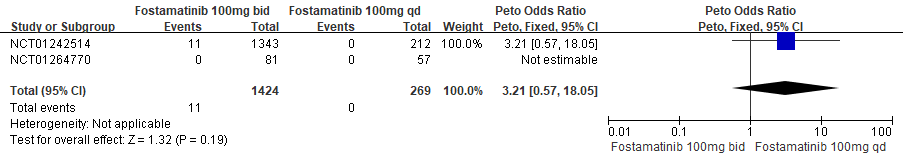 Fostamatinib 100mg bid Fostamatinib 100mg qd Peto Odds Ratio Peto Odds Ratio
Study or Subgroup Events Total Events Total Weight Peto, Fixed, 95% CI Peto, Fixed, 95% CI
NCT01242514 11 1343 0 212 100.0% 3.21 [0.57, 18.05]
NCT01264770 0 81 0 57 Not estimable
Total (95% CI) 1424 269 100.0% 3.21 [0.57, 18.05]
Total events 11 0
Heterogeneity: Not applicable
Test for overall effect: Z = 1.32 (P = 0.19)
0.01 0.1 1 10 100
Fostamatinib 100mg bid Fostamatinib 100mg qd